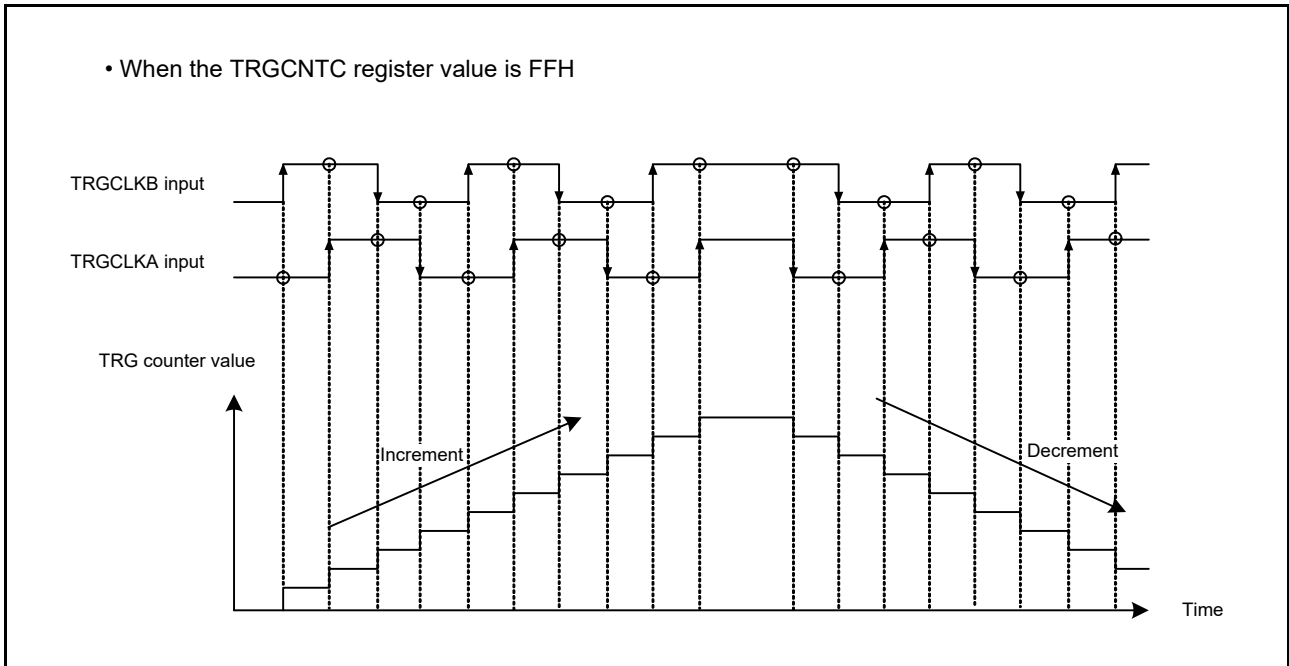 • When the TRGCNTC register value is FFH
TRGCLKB input
TRGCLKA input
TRG counter value
Increment
Decrement
Time